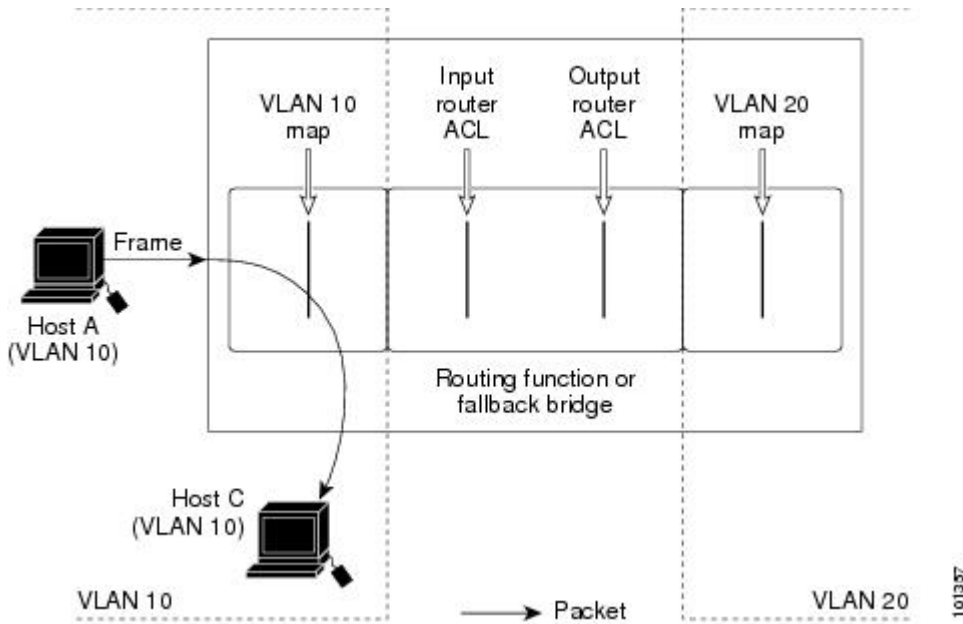 VLAN 10
map
Input
router
ACL
Output
router
ACL
VLAN 20
map
Frame
Host A
(VLAN 10)
Routing function or
fallback bridge
Host C
(VLAN 10)
VLAN 10
Packet
VLAN 20
101357